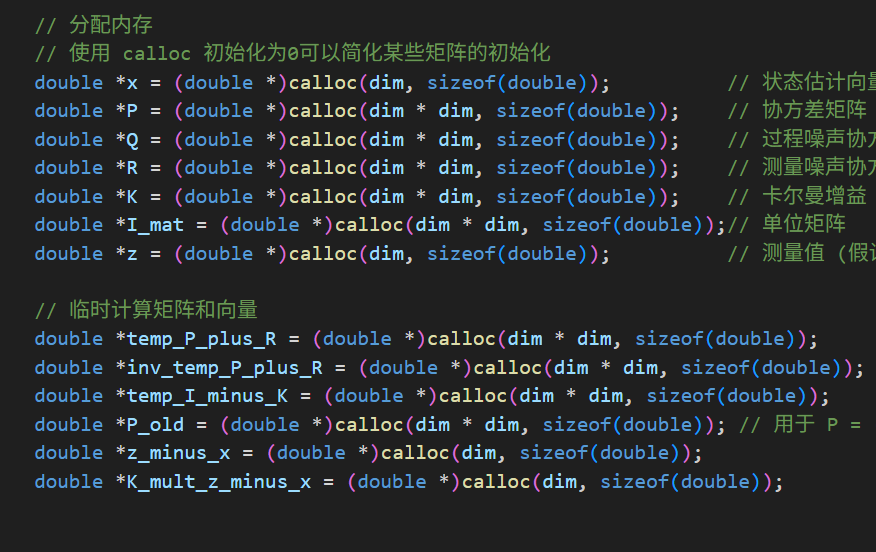 // 分配内存
// 使用 calloc 初始化为0可以简化某些矩阵的初始化
double *x = (double *)calloc(dim, sizeof(double)); // 状态估计向量
double *P = (double *)calloc(dim * dim, sizeof(double)); // 协方差矩阵
double *Q = (double *)calloc(dim * dim, sizeof(double)); // 过程噪声协方
double *R = (double *)calloc(dim * dim, sizeof(double)); // 测量噪声协方
double *K = (double *)calloc(dim * dim, sizeof(double)); // 卡尔曼增益
double *I_mat = (double *)calloc(dim * dim, sizeof(double));// 单位矩阵
double *z = (double *)calloc(dim, sizeof(double)); // 测量值 (假
// 临时计算矩阵和向量
double *temp_P_plus_R = (double *)calloc(dim * dim, sizeof(double));
double *inv_temp_P_plus_R = (double *)calloc(dim * dim, sizeof(double));
double *temp_I_minus_K = (double *)calloc(dim * dim, sizeof(double));
double *P_old = (double *)calloc(dim * dim, sizeof(double)); // 用于 P =
double *z_minus_x = (double *)calloc(dim, sizeof(double));
double *K_mult_z_minus_x = (double *)calloc(dim, sizeof(double));